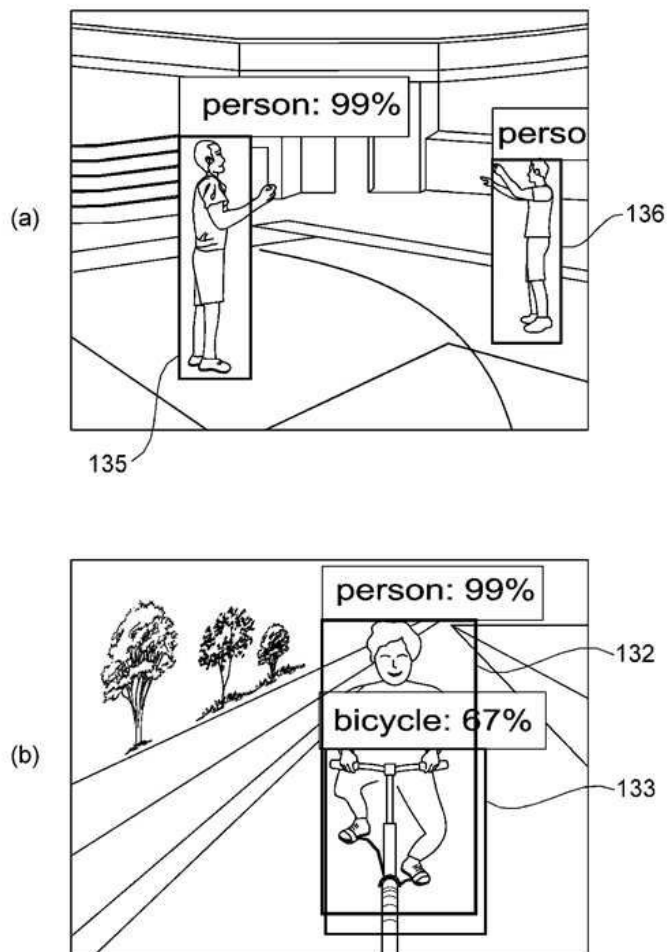 person: 99%
perso
(a)
136
135
person: 99%
132
bicycle: 67%
(b)
133